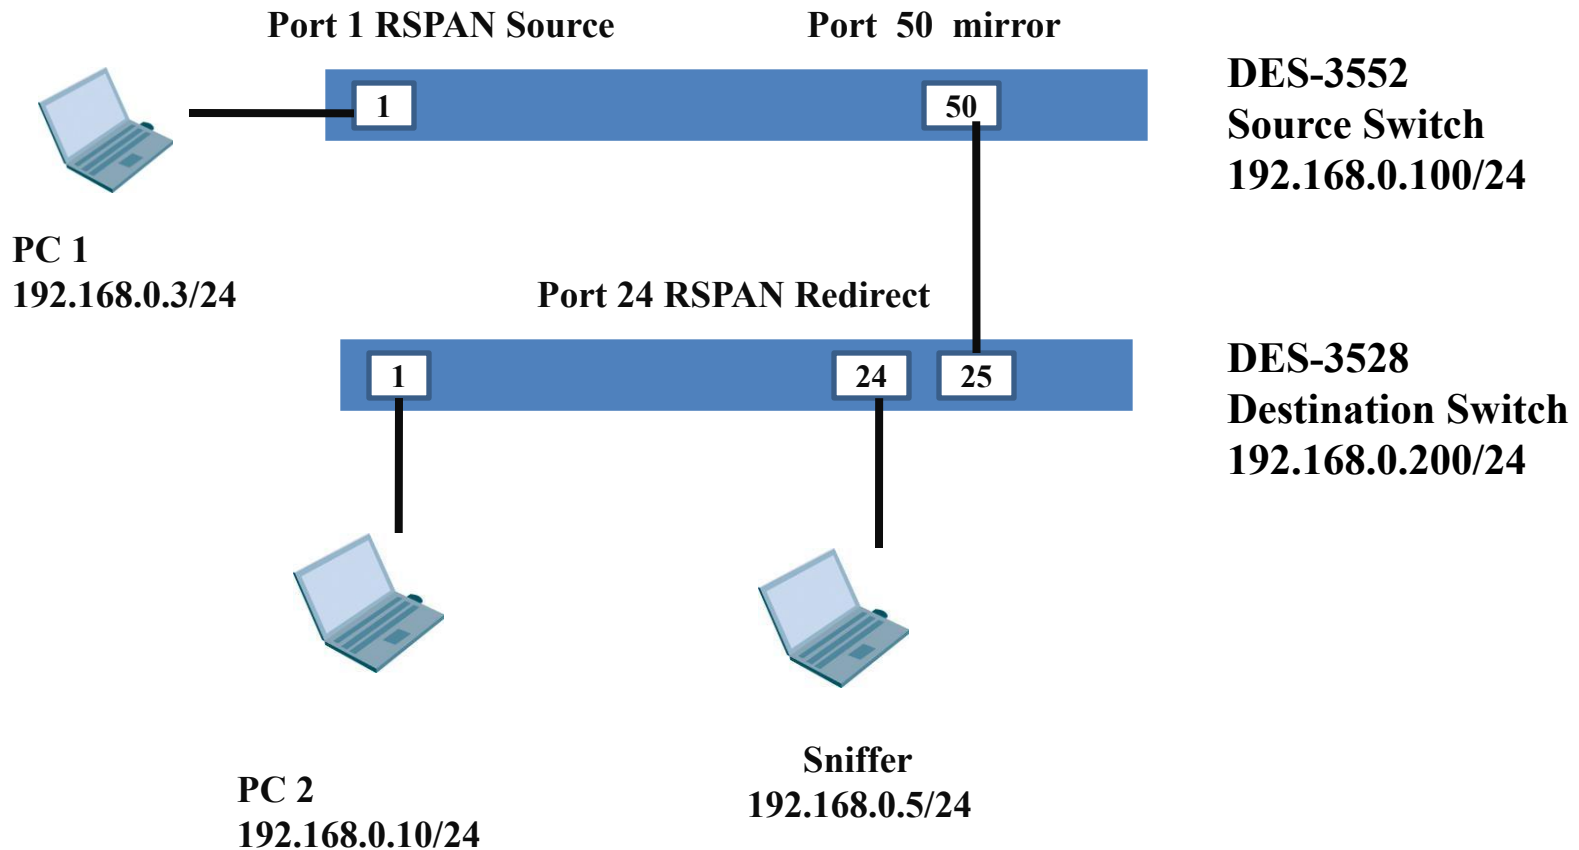 Port 1 RSPAN Source
Port 50 mirror
1
50
DES-3552
Source Switch
192.168.0.100/24
PC 1
192.168.0.3/24
Port 24 RSPAN Redirect
1
24
25
DES-3528
Destination Switch
192.168.0.200/24
Sniffer
192.168.0.5/24
PC 2
192.168.0.10/24